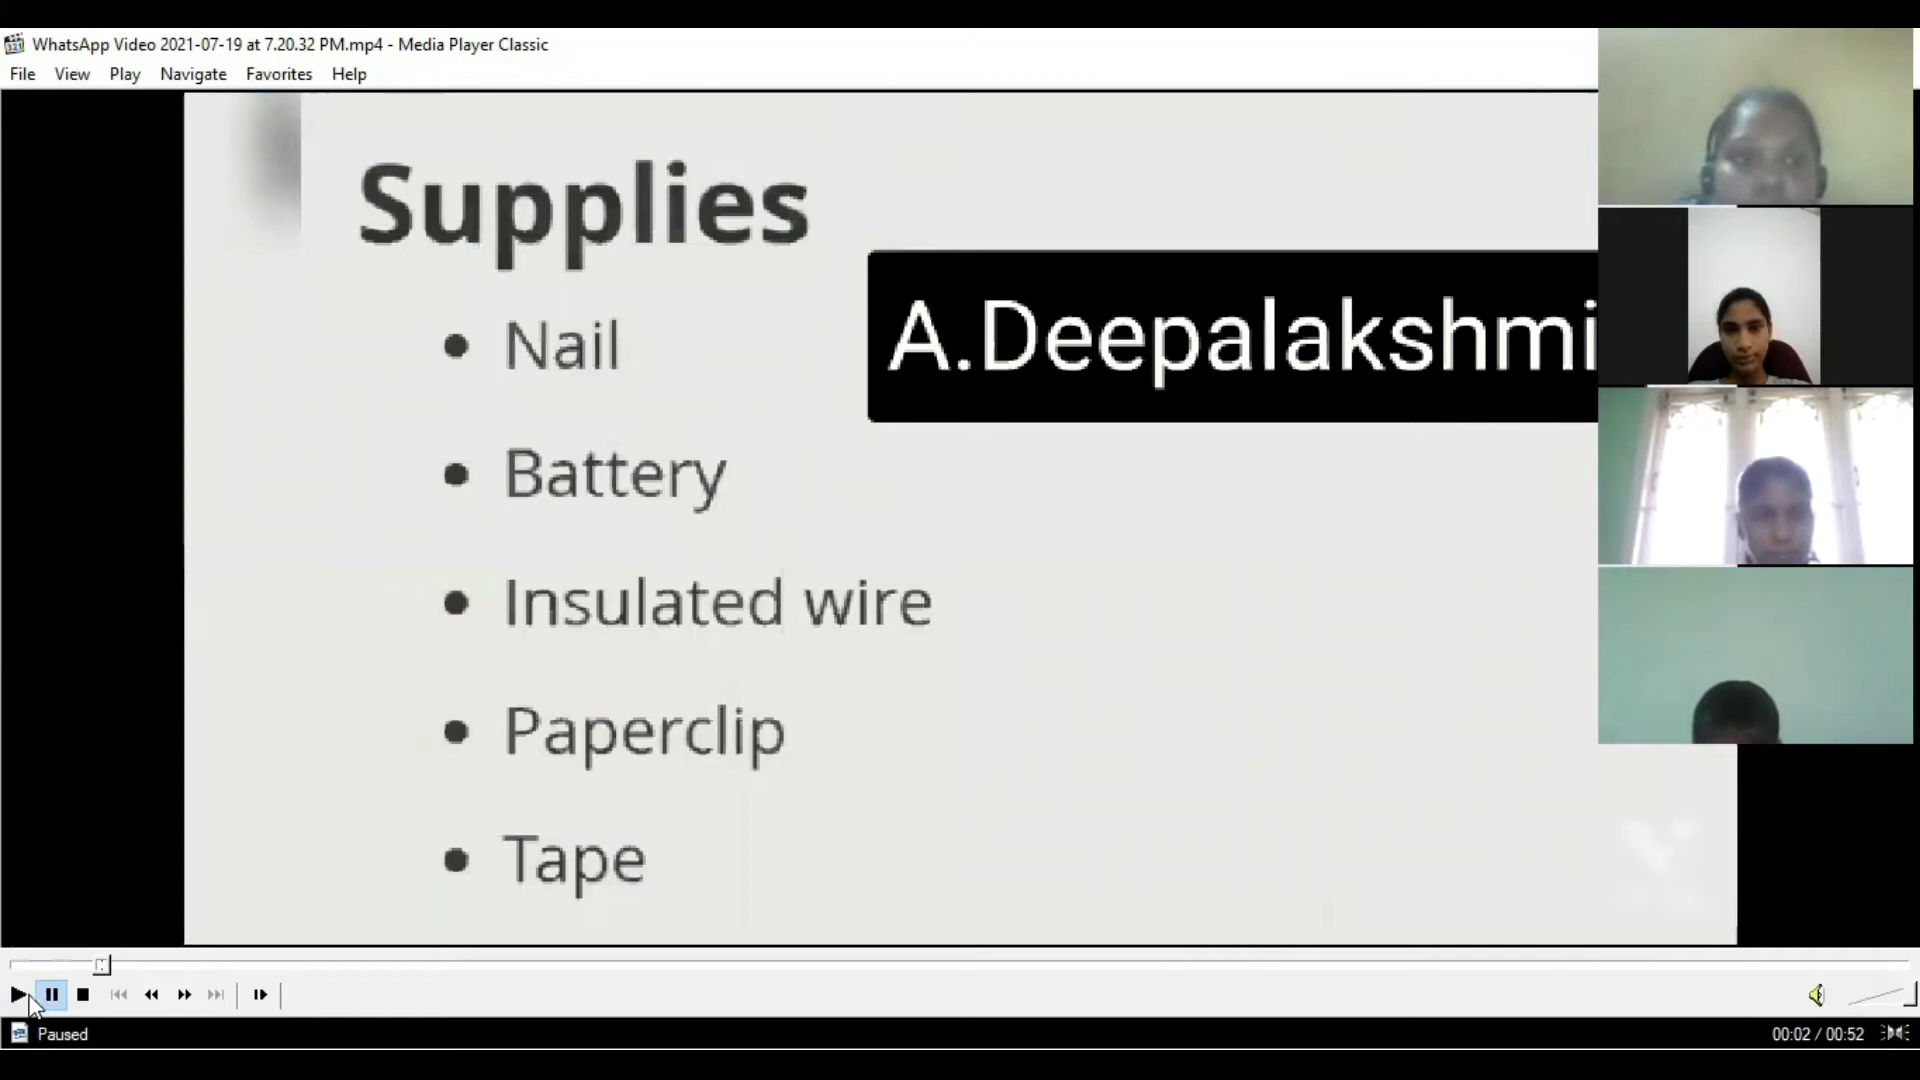 WhatsApp Video 2021-07-19 at 7.20.32 PM.mp4 - Media Player Classic
File View Play Navigate Favorites Help
Supplies
A.Deepalakshmi
• Nail
• Battery
• Insulated wire
• Paperclip
• Tape
Paused
00:02 / 00:52